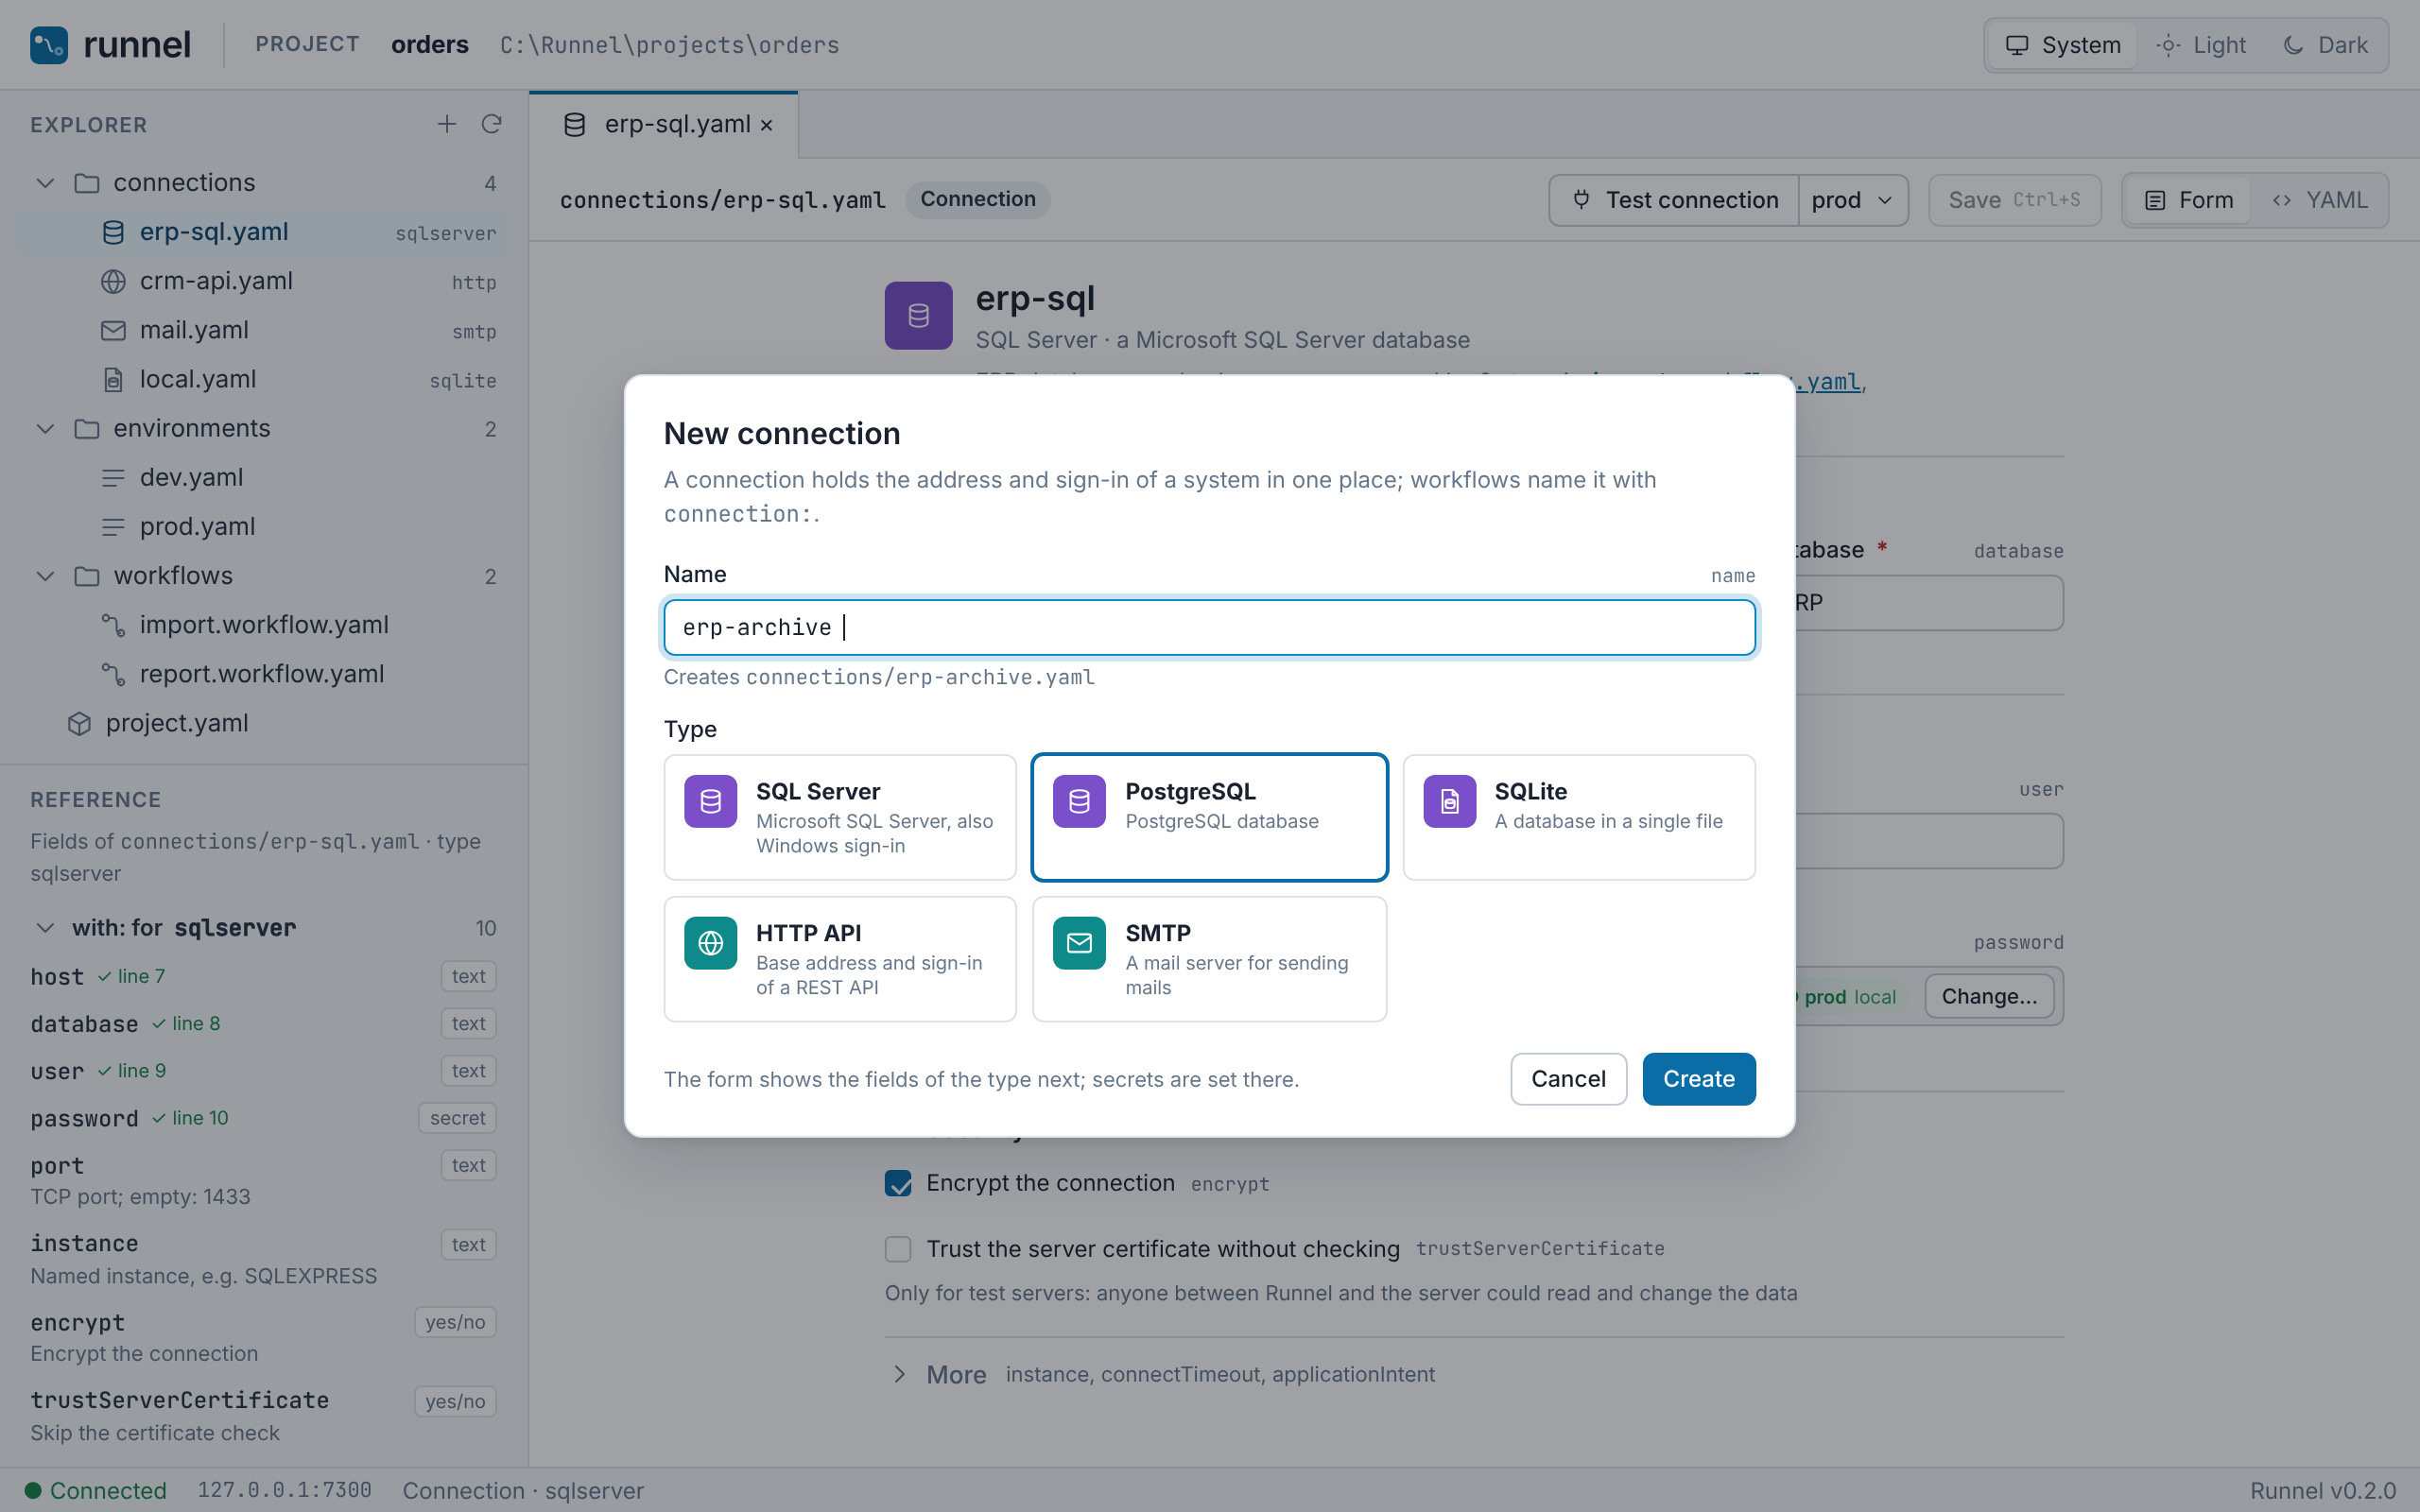 runnel
PROJECT orders C:\Runnel\projects\orders
System Light Dark
EXPLORER
connections 4
erp-sql.yaml sqlserver
crm-api.yaml http
mail.yaml smtp
local.yaml sqlite
environments 2
dev.yaml
prod.yaml
workflows 2
import.workflow.yaml
report.workflow.yaml
project.yaml
REFERENCE
Fields of connections/erp-sql.yaml · type
sqlserver
with: for sqlserver 10
host ✓ line 7 text
database ✓ line 8 text
user ✓ line 9 text
password ✓ line 10 secret
port text
TCP port; empty: 1433
instance text
Named instance, e.g. SQLEXPRESS
encrypt yes/no
Encrypt the connection
trustServerCertificate yes/no
Skip the certificate check
erp-sql.yaml ×
connections/erp-sql.yaml Connection
Test connection prod Save Ctrl+S Form YAML
erp-sql
SQL Server · a Microsoft SQL Server database
.yaml,
tabase * database
RP
user
password
prod local Change...
New connection
A connection holds the address and sign-in of a system in one place; workflows name it with
connection:.
Name name
erp-archive
Creates connections/erp-archive.yaml
Type
SQL Server
Microsoft SQL Server, also
Windows sign-in
PostgreSQL
PostgreSQL database
SQLite
A database in a single file
HTTP API
Base address and sign-in
of a REST API
SMTP
A mail server for sending
mails
The form shows the fields of the type next; secrets are set there.
Cancel Create
Encrypt the connection encrypt
Trust the server certificate without checking trustServerCertificate
Only for test servers: anyone between Runnel and the server could read and change the data
More instance, connectTimeout, applicationIntent
Connected 127.0.0.1:7300 Connection · sqlserver
Runnel v0.2.0